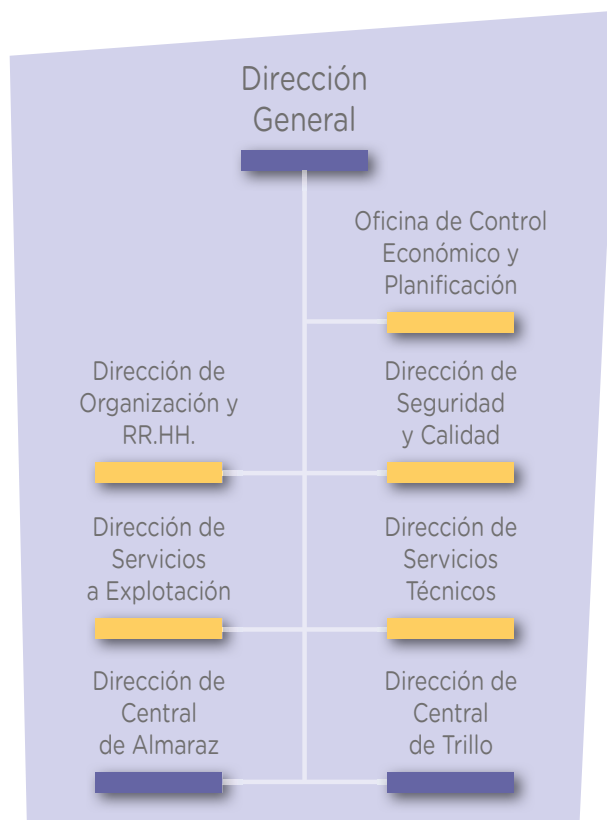 Dirección
General
Oficina de Control
Económico y
Planificación
Dirección de
Organización y
RR.HH.
Dirección de
Seguridad
y Calidad
Dirección de
Servicios
a Explotación
Dirección de
Servicios
Técnicos
Dirección de
Central
de Almaraz
Dirección de
Central
de Trillo